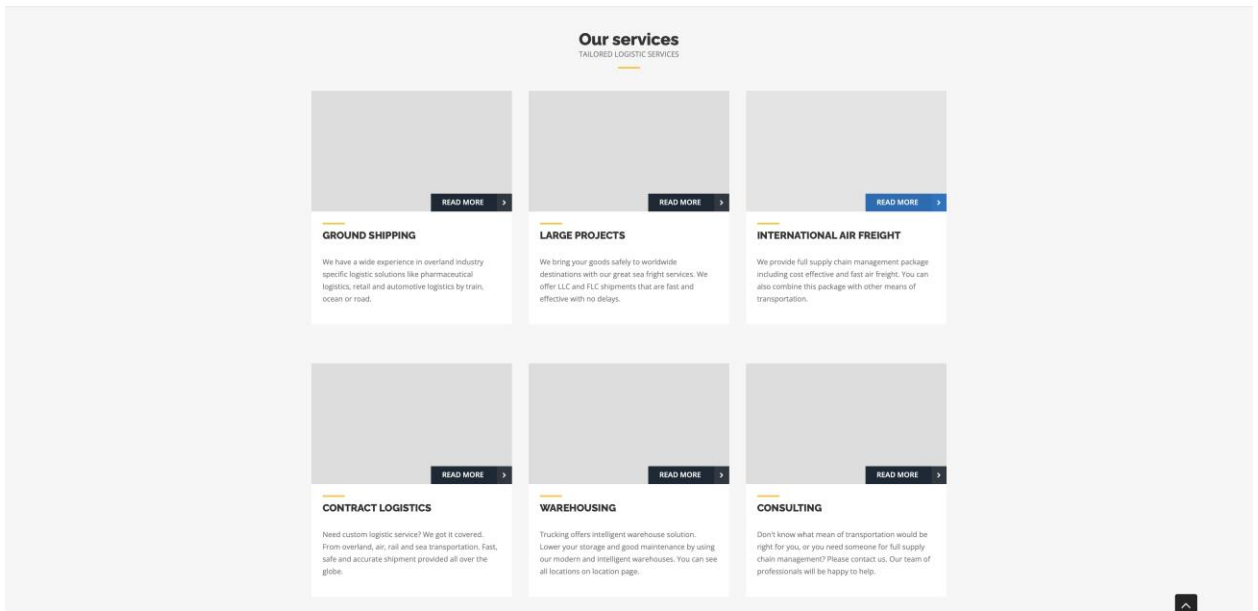 Our services
TAILORED LOGISTIC SERVICES
READ MORE
READ MORE
READ MORE
GROUND SHIPPING
We have a wide experience in overland industry
specific logistic solutions like pharmaceutical
logistics, retail and automotive logistics by train,
ocean or road.
LARGE PROJECTS
We bring your goods safely to worldwide
destinations with our great sea fright services. We
offer LLC and FLC shipments that are fast and
effective with no delays.
INTERNATIONAL AIR FREIGHT
We provide full supply chain management package
including cost effective and fast air freight. You can
also combine this package with other means of
transportation.
READ MORE
READ MORE
READ MORE
CONTRACT LOGISTICS
Need custom logistic service? We got it covered.
From overland, air, rail and sea transportation. Fast,
safe and accurate shipment provided all over the
globe.
WAREHOUSING
Trucking offers intelligent warehouse solution.
Lower your storage and good maintenance by using
our modern and intelligent warehouses. You can see
all locations on location page.
CONSULTING
Don't know what mean of transportation would be
right for you, or you need someone for full supply
chain management? Please contact us. Our team of
professionals will be happy to help.